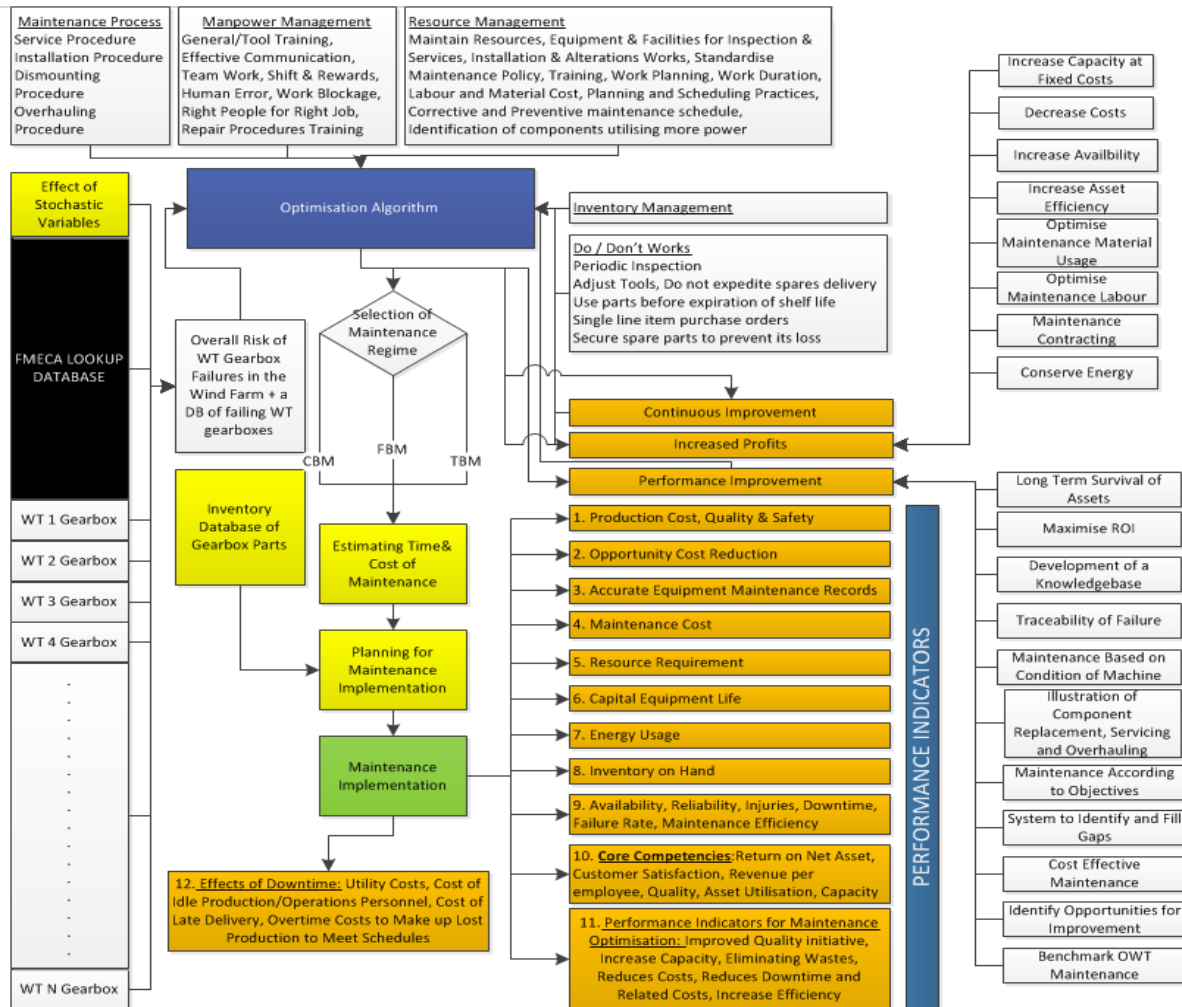 Maintenance Process
Service Procedure
Installation Procedure
Dismounting
Procedure
Overhauling
Procedure
Manpower Management
General/Tool Training,
Effective Communication,
Team Work, Shift & Rewards,
Human Error, Work Blockage,
Right People for Right Job,
Repair Procedures Training
Resource Management
Maintain Resources, Equipment & Facilities for Inspection &
Services, Installation & Alterations Works, Standardise
Maintenance Policy, Training, Work Planning, Work Duration,
Labour and Material Cost, Planning and Scheduling Practices,
Corrective and Preventive maintenance schedule,
Identification of components utilising more power
Increase Capacity at
Fixed Costs
Decrease Costs
Increase Availbility
Increase Asset
Efficiency
Optimise
Maintenance Material
Usage
Optimise
Maintenance Labour
Maintenance
Contracting
Conserve Energy
Effect of
Stochastic
Variables
FMECA LOOKUP
DATABASE
WT 1 Gearbox
WT 2 Gearbox
WT 3 Gearbox
WT 4 Gearbox
.
.
.
.
.
.
.
.
.
.
.
.
.
.
WT N Gearbox
Optimisation Algorithm
Inventory Management
Do / Don't Works
Periodic Inspection
Adjust Tools, Do not expedite spares delivery
Use parts before expiration of shelf life
Single line item purchase orders
Secure spare parts to prevent its loss
Overall Risk of
WT Gearbox
Failures in the
Wind Farm + a
DB of failing WT
gearboxes
Selection of
Maintenance
Regime
CBM
FBM
TBM
Inventory
Database of
Gearbox Parts
Estimating Time&
Cost of
Maintenance
Planning for
Maintenance
Implementation
Maintenance
Implementation
12. Effects of Downtime: Utility Costs, Cost of
Idle Production/Operations Personnel, Cost of
Late Delivery, Overtime Costs to Make up Lost
Production to Meet Schedules
Continuous Improvement
Increased Profits
Performance Improvement
1. Production Cost, Quality & Safety
2. Opportunity Cost Reduction
3. Accurate Equipment Maintenance Records
4. Maintenance Cost
5. Resource Requirement
6. Capital Equipment Life
7. Energy Usage
8. Inventory on Hand
9. Availability, Reliability, Injuries, Downtime,
Failure Rate, Maintenance Efficiency
10. Core Competencies:Return on Net Asset,
Customer Satisfaction, Revenue per
employee, Quality, Asset Utilisation, Capacity
11. Performance Indicators for Maintenance
Optimisation: Improved Quality initiative,
Increase Capacity, Eliminating Wastes,
Reduces Costs, Reduces Downtime and
Related Costs, Increase Efficiency
PERFORMANCE INDICATORS
Long Term Survival of
Assets
Maximise ROI
Development of a
Knowledgebase
Traceability of Failure
Maintenance Based on
Condition of Machine
Illustration of
Component
Replacement, Servicing
and Overhauling
Maintenance According
to Objectives
System to Identify and Fill
Gaps
Cost Effective
Maintenance
Identify Opportunities for
Improvement
Benchmark OWT
Maintenance